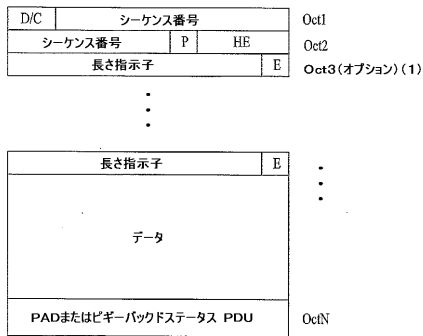 D/C シーケンス番号 Oct1
シーケンス番号 P HE Oct2
長さ指示子 E Oct3(オプション)(1)
長さ指示子 E
データ
PADまたはピギーバックドステータス PDU OctN